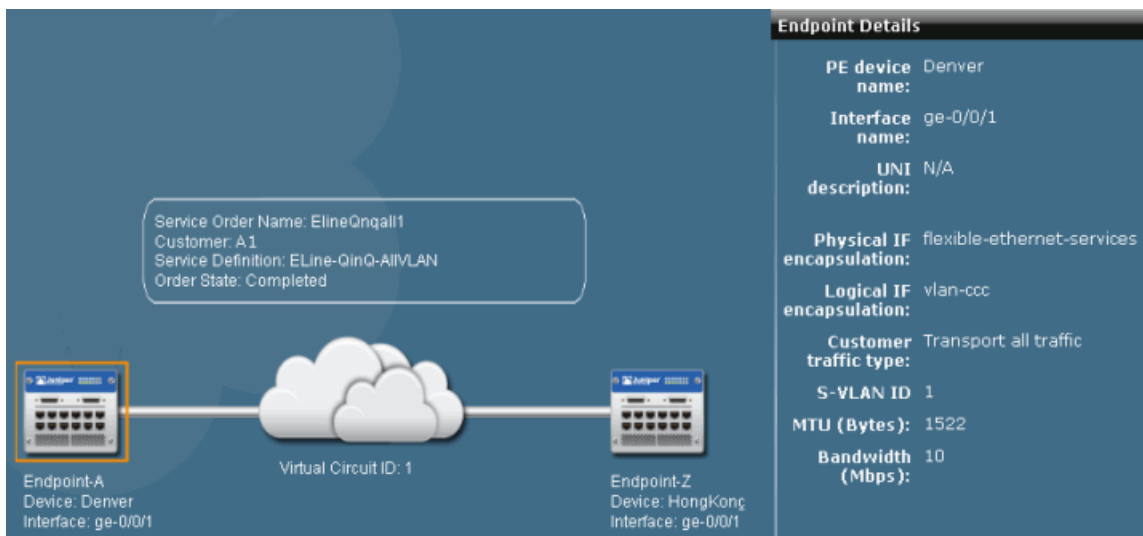 Endpoint Details
PE device Denver
name:
Interface ge-0/0/1
name:
UNI N/A
description:
Physical IF flexible-ethernet-services
encapsulation:
Logical IF vlan-ccc
encapsulation:
Customer Transport all traffic
traffic type:
S-VLAN ID 1
MTU (Bytes): 1522
Bandwidth 10
(Mbps):
Service Order Name: ElineQnqall1
Customer: A1
Service Definition: ELine-QinQ-AllVLAN
Order State: Completed
Juniper
Juniper
Virtual Circuit ID: 1
Endpoint-A
Device: Denver
Interface: ge-0/0/1
Endpoint-Z
Device: HongKong
Interface: ge-0/0/1